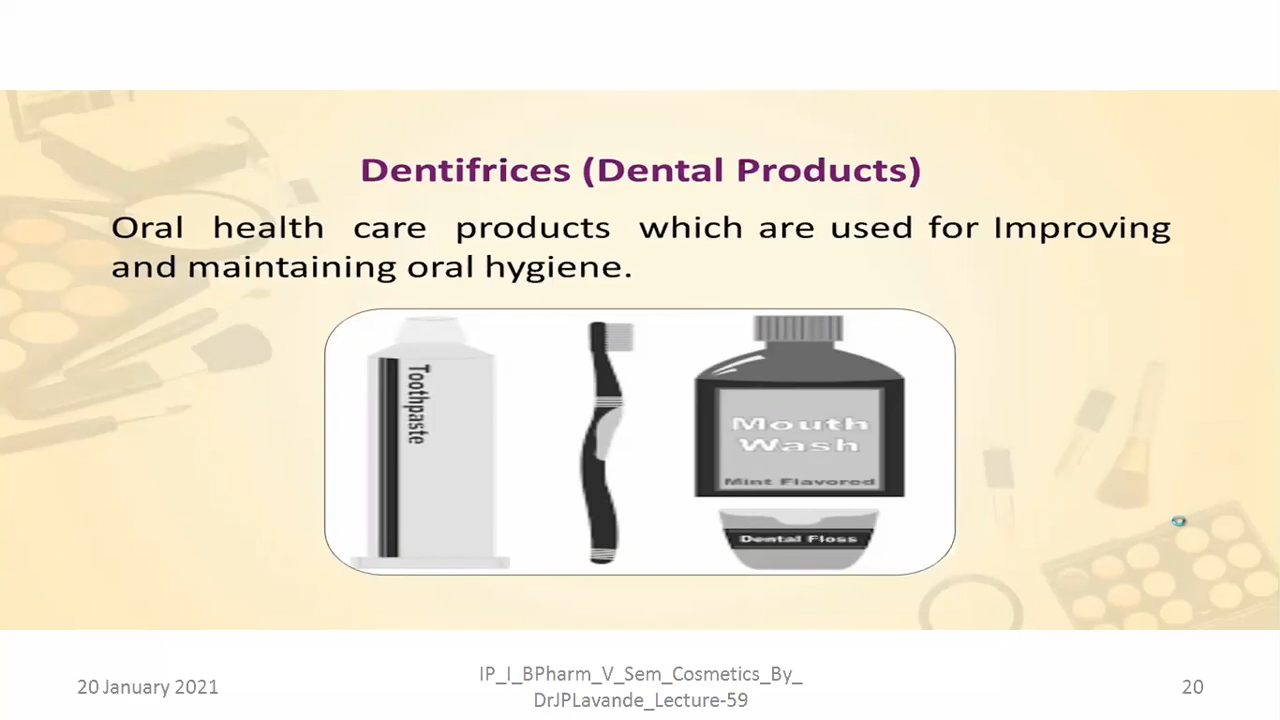 Dentifrices (Dental Products)
Oral health care products which are used for Improving
and maintaining oral hygiene.
Toothpaste
Mouth
Wash
Mint Flavored
Dental Floss
20 January 2021
IP_I_BPharm_V_Sem_Cosmetics_By_
DrJPLavande_Lecture-59
20